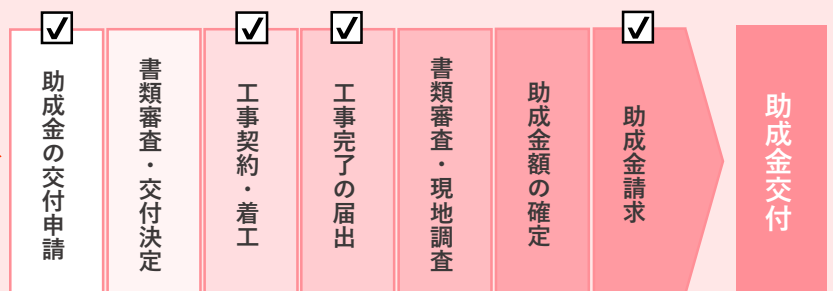 助成金の交付申請
書類審査・交付決定
工事契約・着工
工事完了の届出
書類審査・現地調査
助成金額の確定
助成金請求
助成金交付